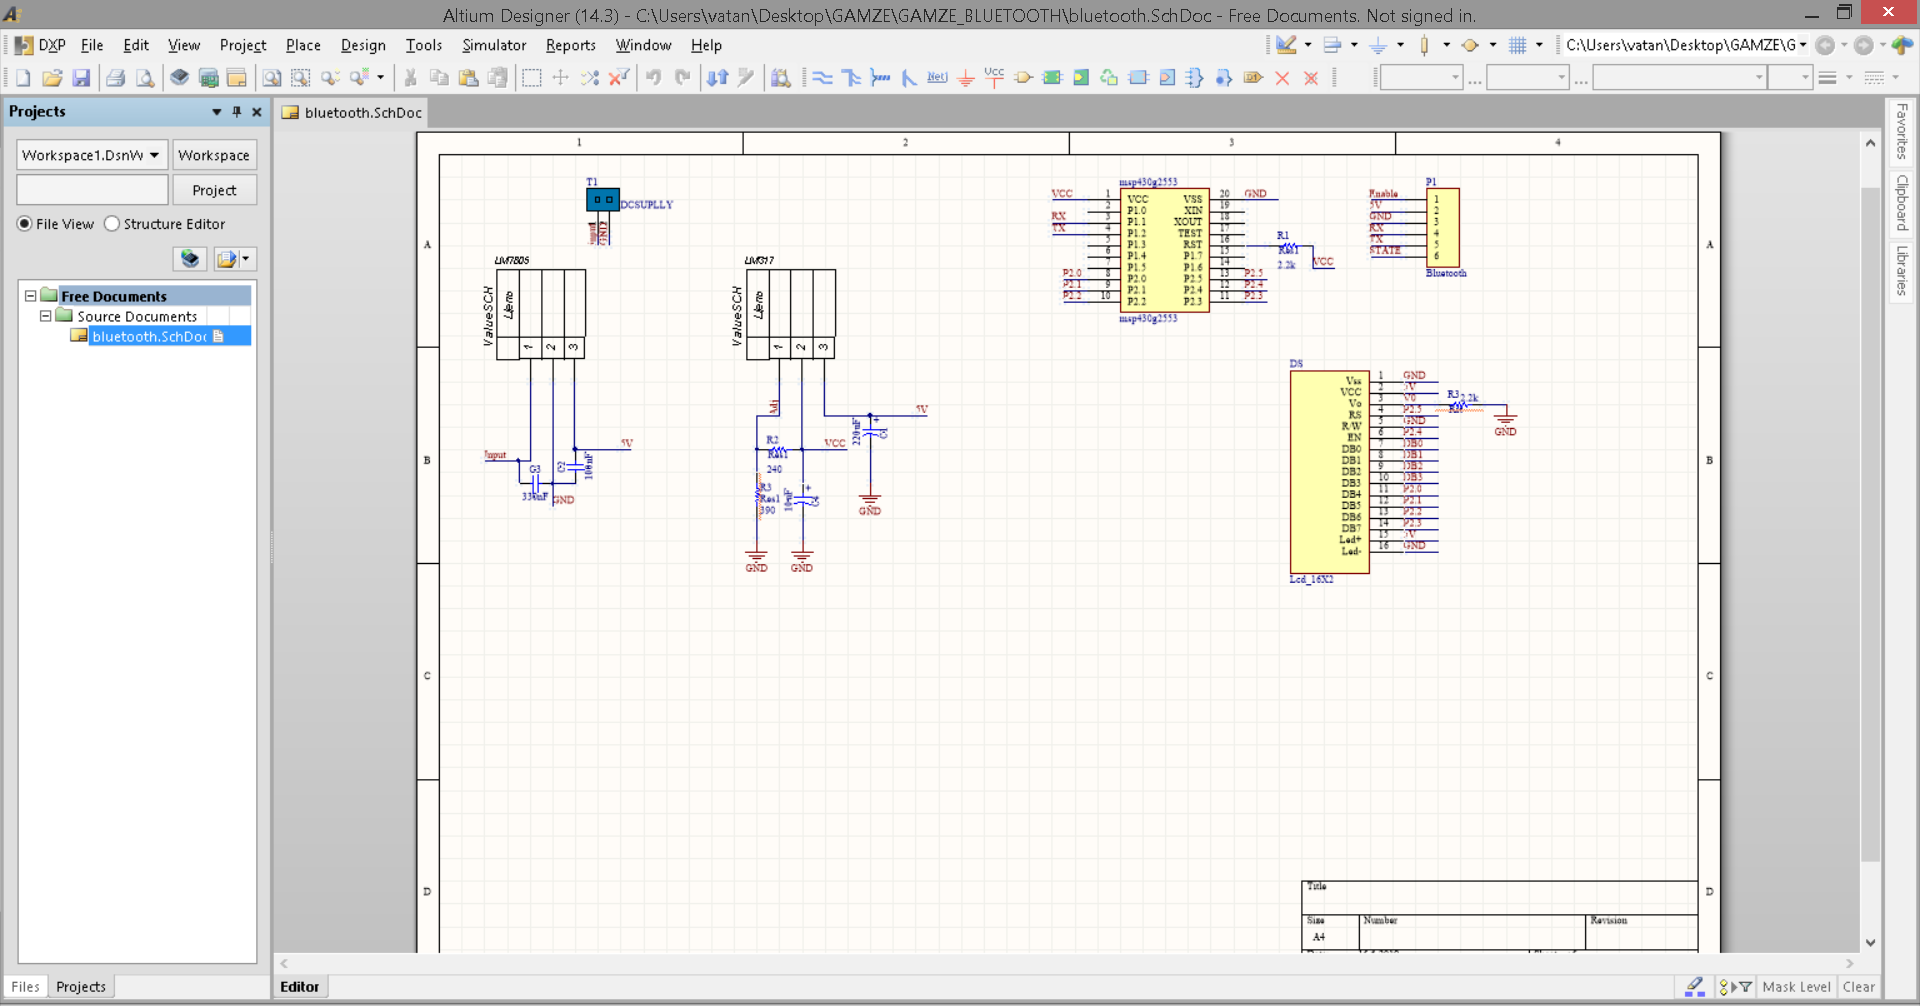 Altium Designer (14.3) - C:\Users\vatan\Desktop\GAMZE\GAMZE_BLUETOOTH\bluetooth.SchDoc - Free Documents. Not signed in.
DXP File Edit View Project Place Design Tools Simulator Reports Window Help
C:\Users\vatan\Desktop\GAMZE\G
Net
Vcc
Projects
Workspace1.DsnW Workspace
Project
File View Structure Editor
Free Documents
Source Documents
bluetooth.SchDoc
Files Projects
bluetooth.SchDoc
1 2 3 4
A
B
C
D
T1
DCSUPLLY
input
GND
LM7805
ValueSCH
1 2 3
Input
C3
330nF
GND
C2
100nF
5V
LM317
ValueSCH
1 2 3
Adj
R2
Res1
240
VCC
R3
Res1
390
10uF
220uF
5V
GND
GND
GND
msp430g2553
VCC 1 VCC VSS 20 GND
2 P1.0 XIN 19
RX 3 P1.1 XOUT 18
TX 4 P1.2 TEST 17
5 P1.3 RST 16
6 P1.4 P1.7 15
7 P1.5 P1.6 14
P2.0 8 P2.0 P2.5 13 P2.5
P2.1 9 P2.1 P2.4 12 P2.4
P2.2 10 P2.2 P2.3 11 P2.3
msp430g2553
R1
Res1
2.2k
VCC
P1
Enable 1
5V 2
GND 3
RX 4
TX 5
STATE 6
Bluetooth
DS
Vss 1 GND
VCC 2 5V
Vo 3 V0
RS 4 P2.5
R/W 5 GND
EN 6 P2.4
DB0 7 DB0
DB1 8 DB1
DB2 9 DB2
DB3 10 DB3
DB4 11 P2.0
DB5 12 P2.1
DB6 13 P2.2
DB7 14 P2.3
Led+ 15 5V
Led- 16 GND
Lcd_16X2
R3 2.2k
GND
A
B
C
D
Title
Size Number Revision
A4
Favorites
Clipboard
Libraries
Editor
Mask Level Clear